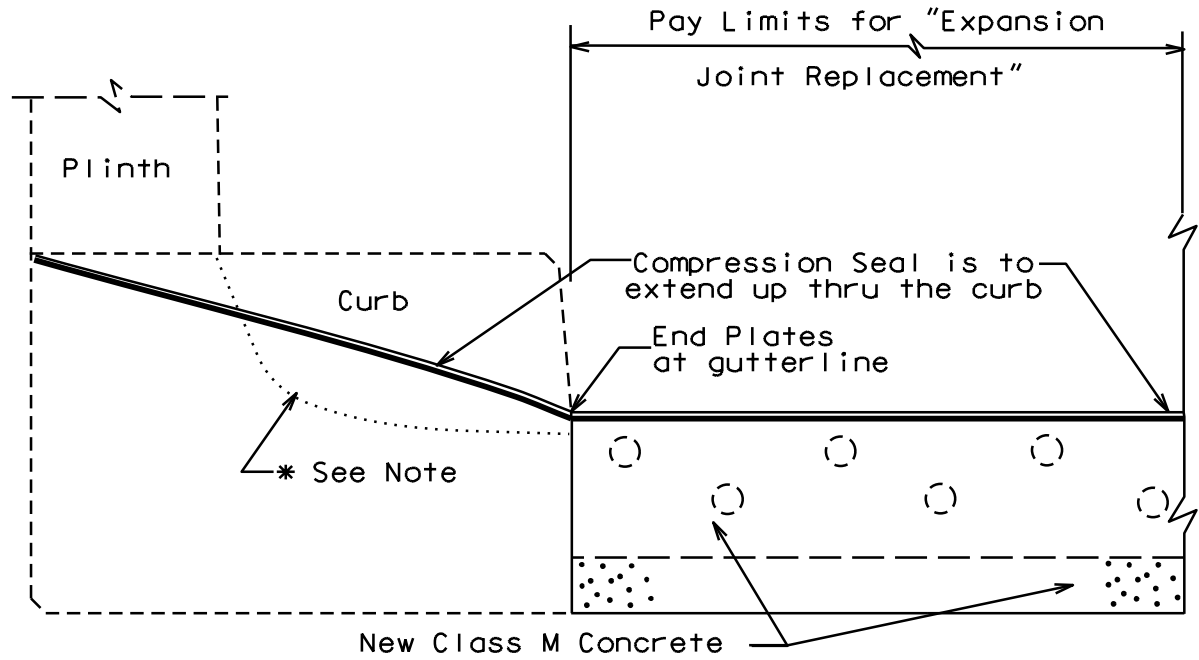 Pay Limits for "Expansion
Joint Replacement"
Plinth
Compression Seal is to
extend up thru the curb
Curb
End Plates
at gutterline
* See Note
New Class M Concrete